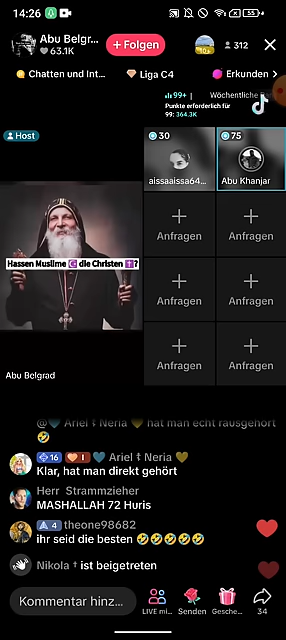 14:26
55
Abu Belgr...
63.1K
+ Folgen
312
Chatten und Int...
Liga C4
Erkunden
99+ |
Wöchentliche
Punkte erforderlich für
99: 364.3K
Host
30
75
aissaaissa64...
Abu Khanjar
Hassen Muslime ☪️ die Christen ✝️?
Anfragen
Anfragen
Anfragen
Anfragen
Anfragen
Anfragen
Abu Belgrad
@💙 Ariel ☦ Neria 💛 hat man echt rausgehört
🤣
16 1 💙 Ariel ☦ Neria 💛
Klar, hat man direkt gehört
Herr Strammzieher
MASHALLAH 72 Huris
4 theone98682
ihr seid die besten 🤣🤣🤣🤣🤣
Nikola ☦ ist beigetreten
Kommentar hinz...
LIVE mi...
Senden
Gesche...
34